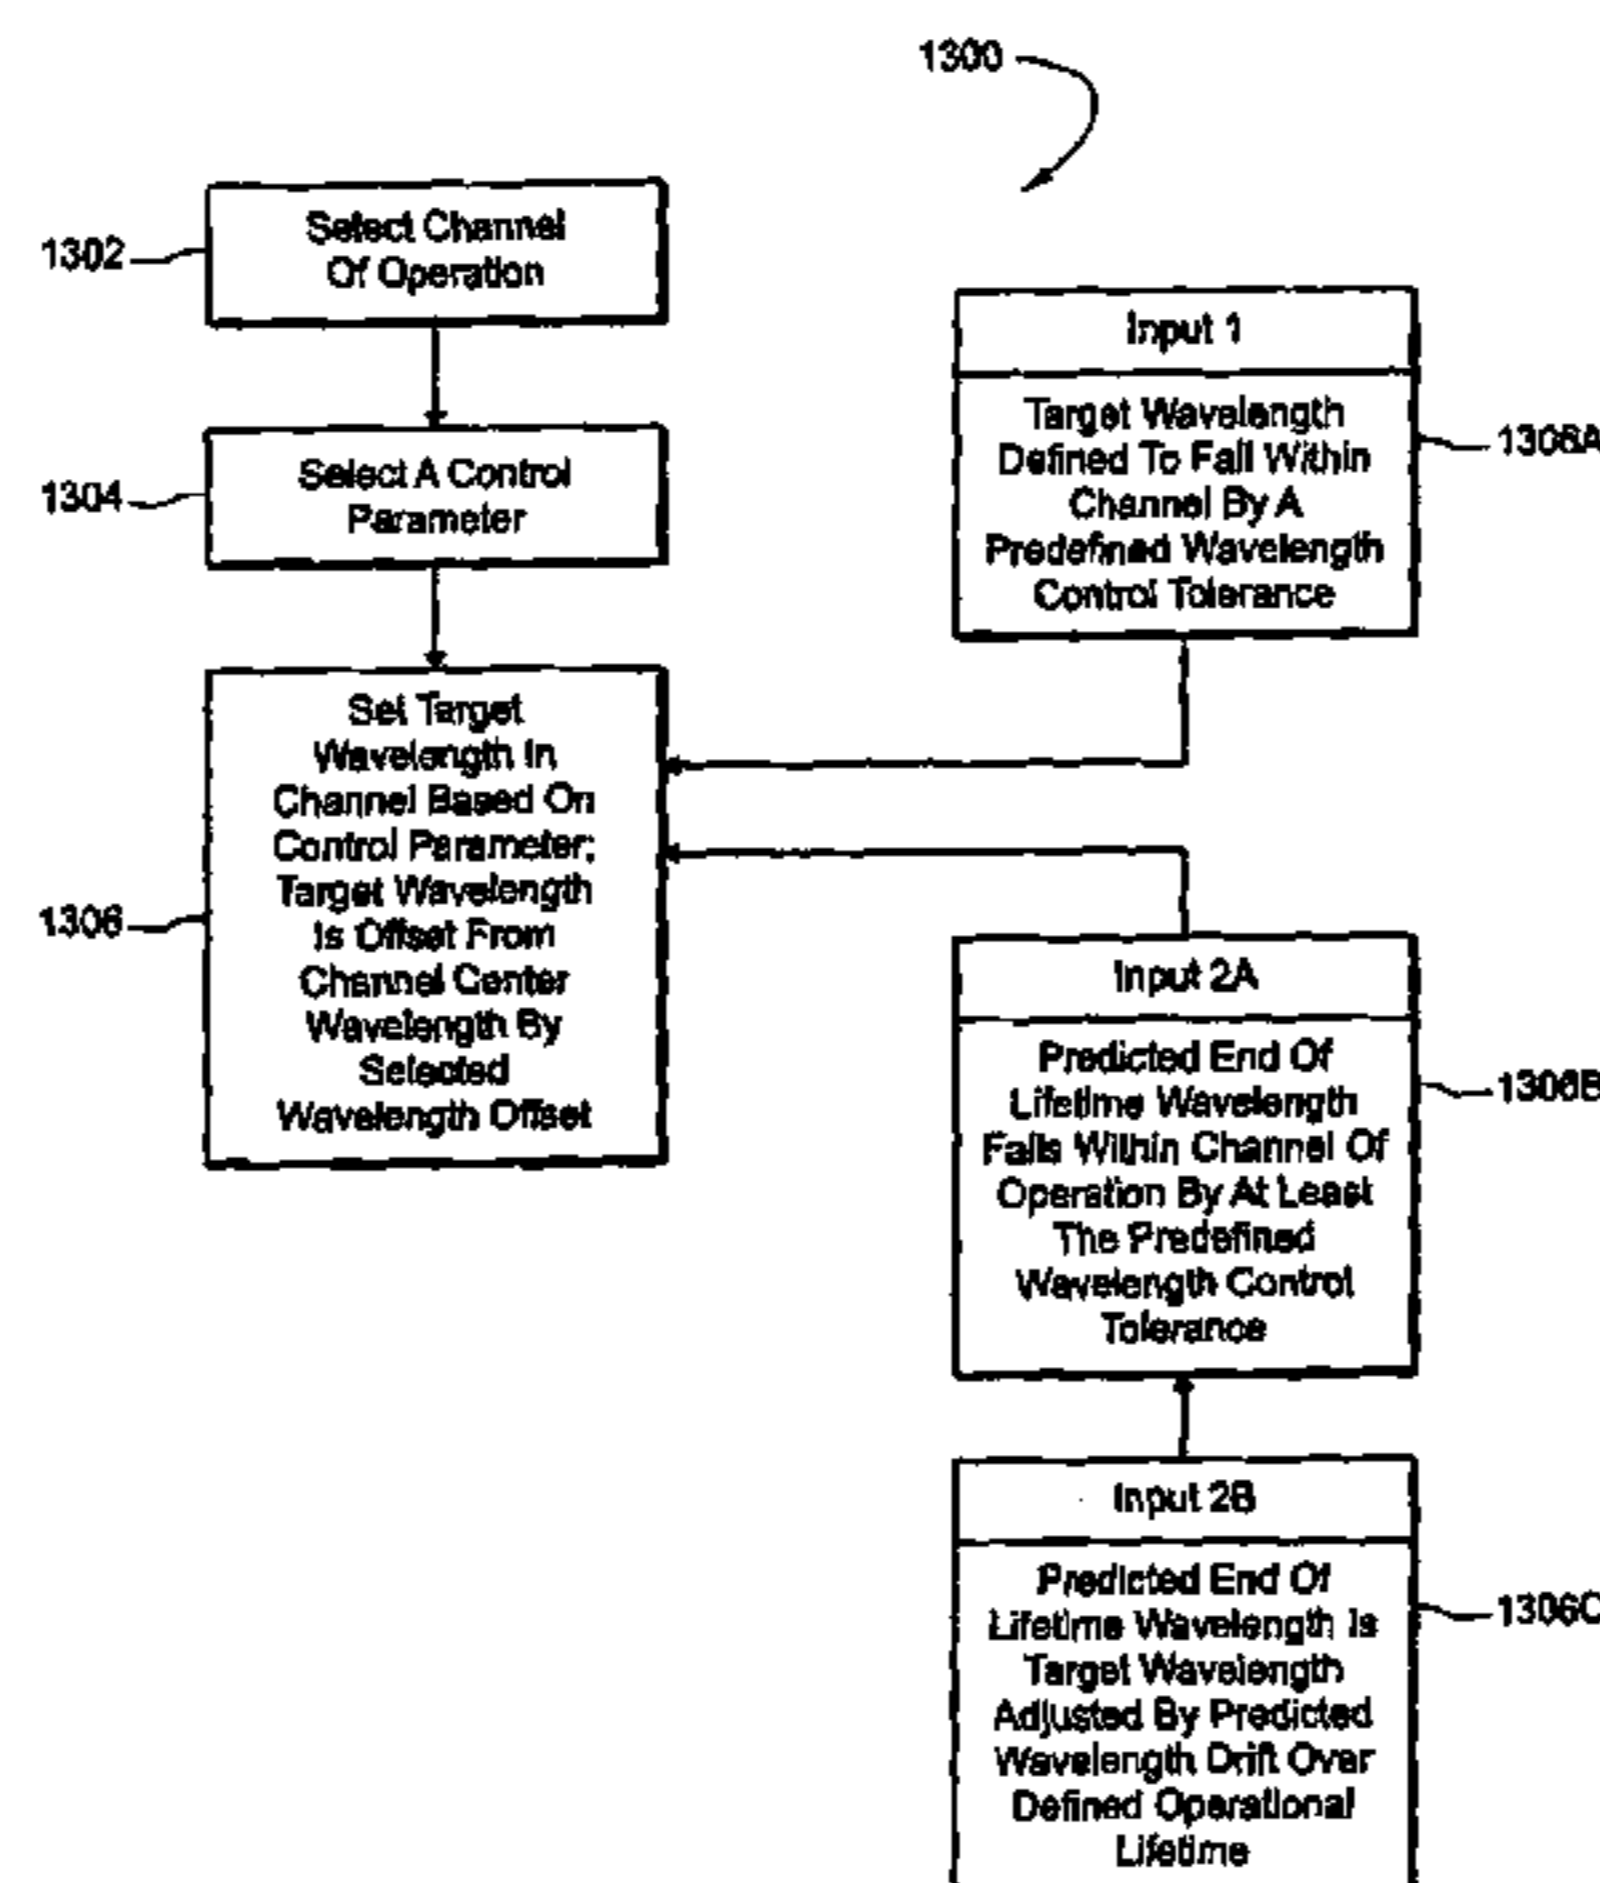 1300
1302
Select Channel
Of Operation
1304
Select A Control
Parameter
1306
Set Target
Wavelength In
Channel Based On
Control Parameter;
Target Wavelength
Is Offset From
Channel Center
Wavelength By
Selected
Wavelength Offset
Input 1
Target Wavelength
Defined To Fall Within
Channel By A
Predefined Wavelength
Control Tolerance
1306A
Input 2A
Predicted End Of
Lifetime Wavelength
Falls Within Channel Of
Operation By At Least
The Predefined
Wavelength Control
Tolerance
1306B
Input 2B
Predicted End Of
Lifetime Wavelength Is
Target Wavelength
Adjusted By Predicted
Wavelength Drift Over
Defined Operational
Lifetime
1306C